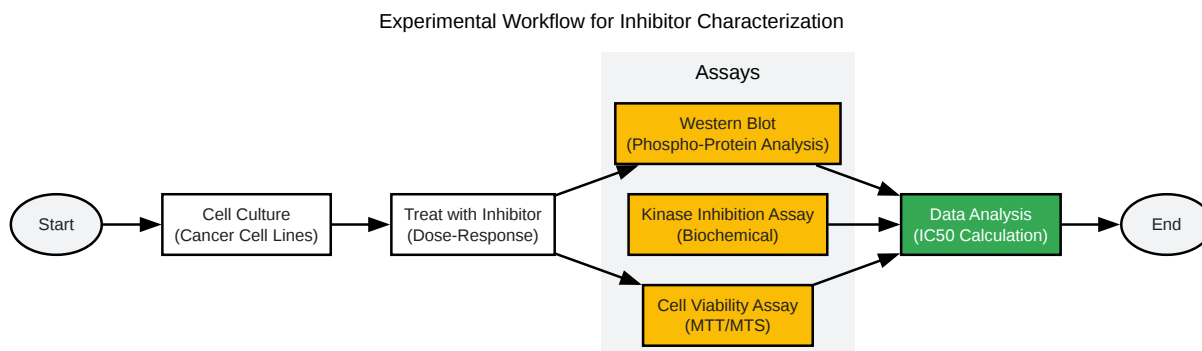 Experimental Workflow for Inhibitor Characterization
Assays
Start
Cell Culture
(Cancer Cell Lines)
Treat with Inhibitor
(Dose-Response)
Western Blot
(Phospho-Protein Analysis)
Kinase Inhibition Assay
(Biochemical)
Cell Viability Assay
(MTT/MTS)
Data Analysis
(IC50 Calculation)
End